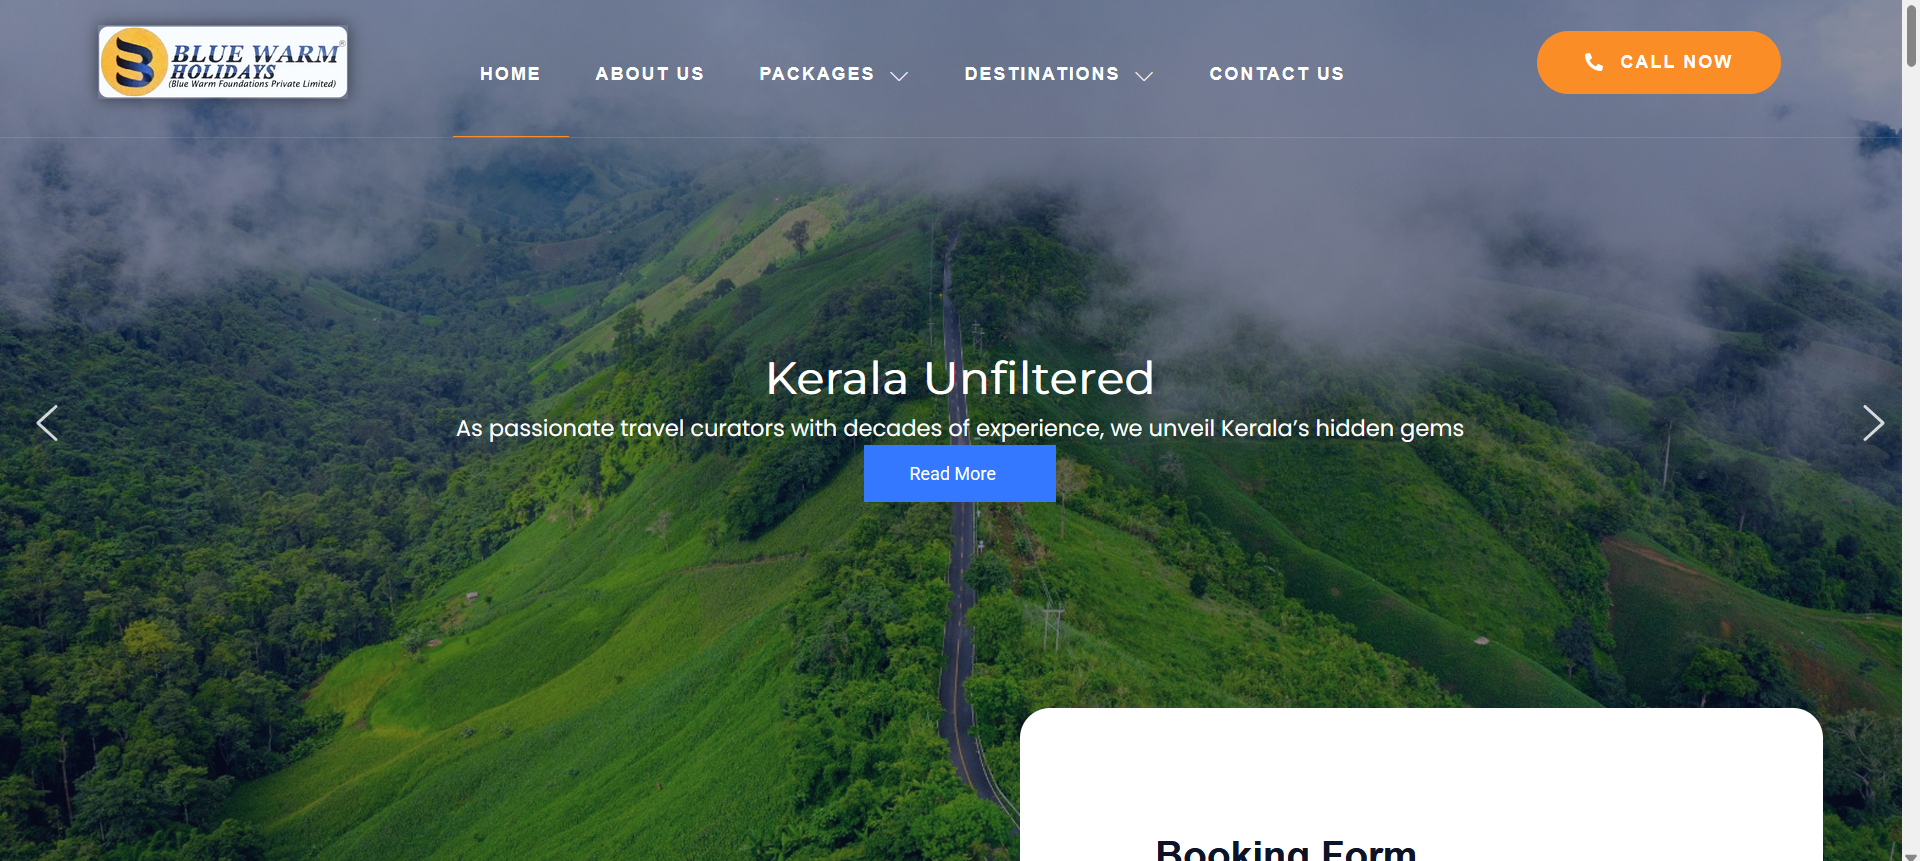 BLUE WARM®
HOLIDAYS
(Blue Warm Foundations Private Limited)
HOME
ABOUT US
PACKAGES
DESTINATIONS
CONTACT US
CALL NOW
Kerala Unfiltered
As passionate travel curators with decades of experience, we unveil Kerala’s hidden gems
Read More
Booking Form